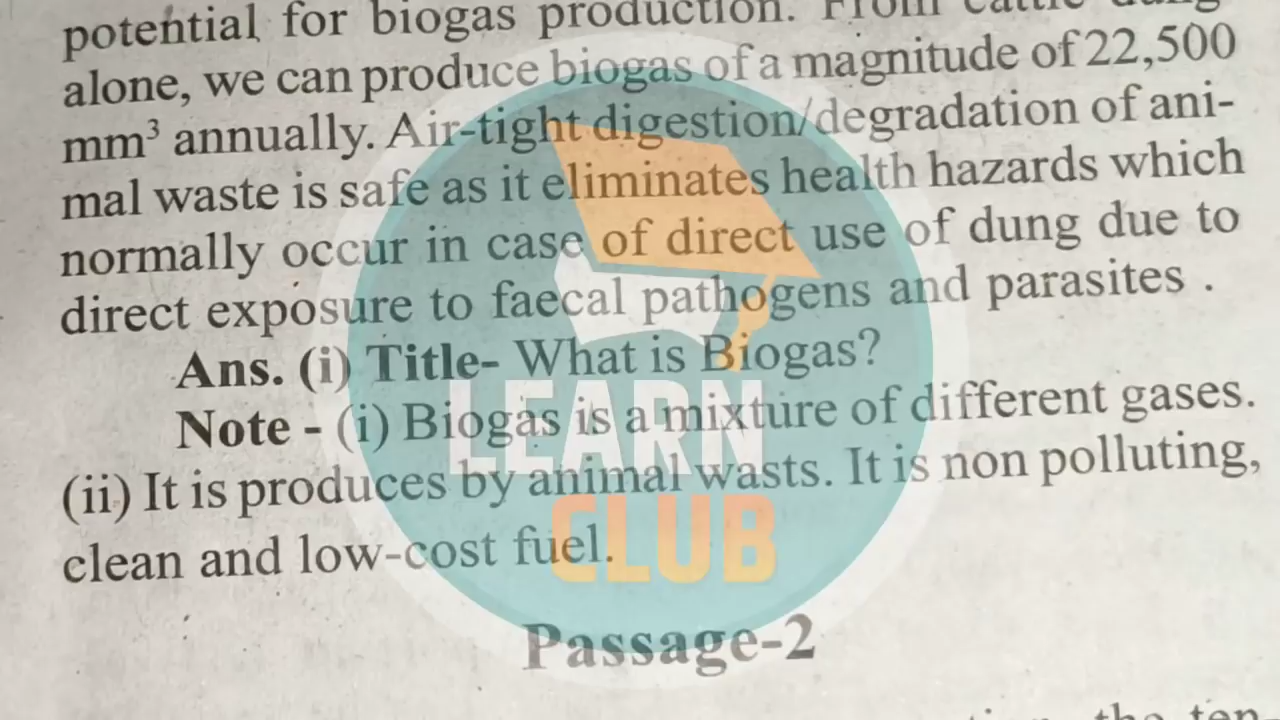 potential for biogas production. From cattle dung
alone, we can produce biogas of a magnitude of 22,500
mm³ annually. Air-tight digestion/degradation of ani-
mal waste is safe as it eliminates health hazards which
normally occur in case of direct use of dung due to
direct exposure to faecal pathogens and parasites .
Ans. (i) Title- What is Biogas?
Note - (i) Biogas is a mixture of different gases.
(ii) It is produces by animal wasts. It is non polluting,
clean and low-cost fuel.
LEARN
CLUB
Passage-2
the ten-